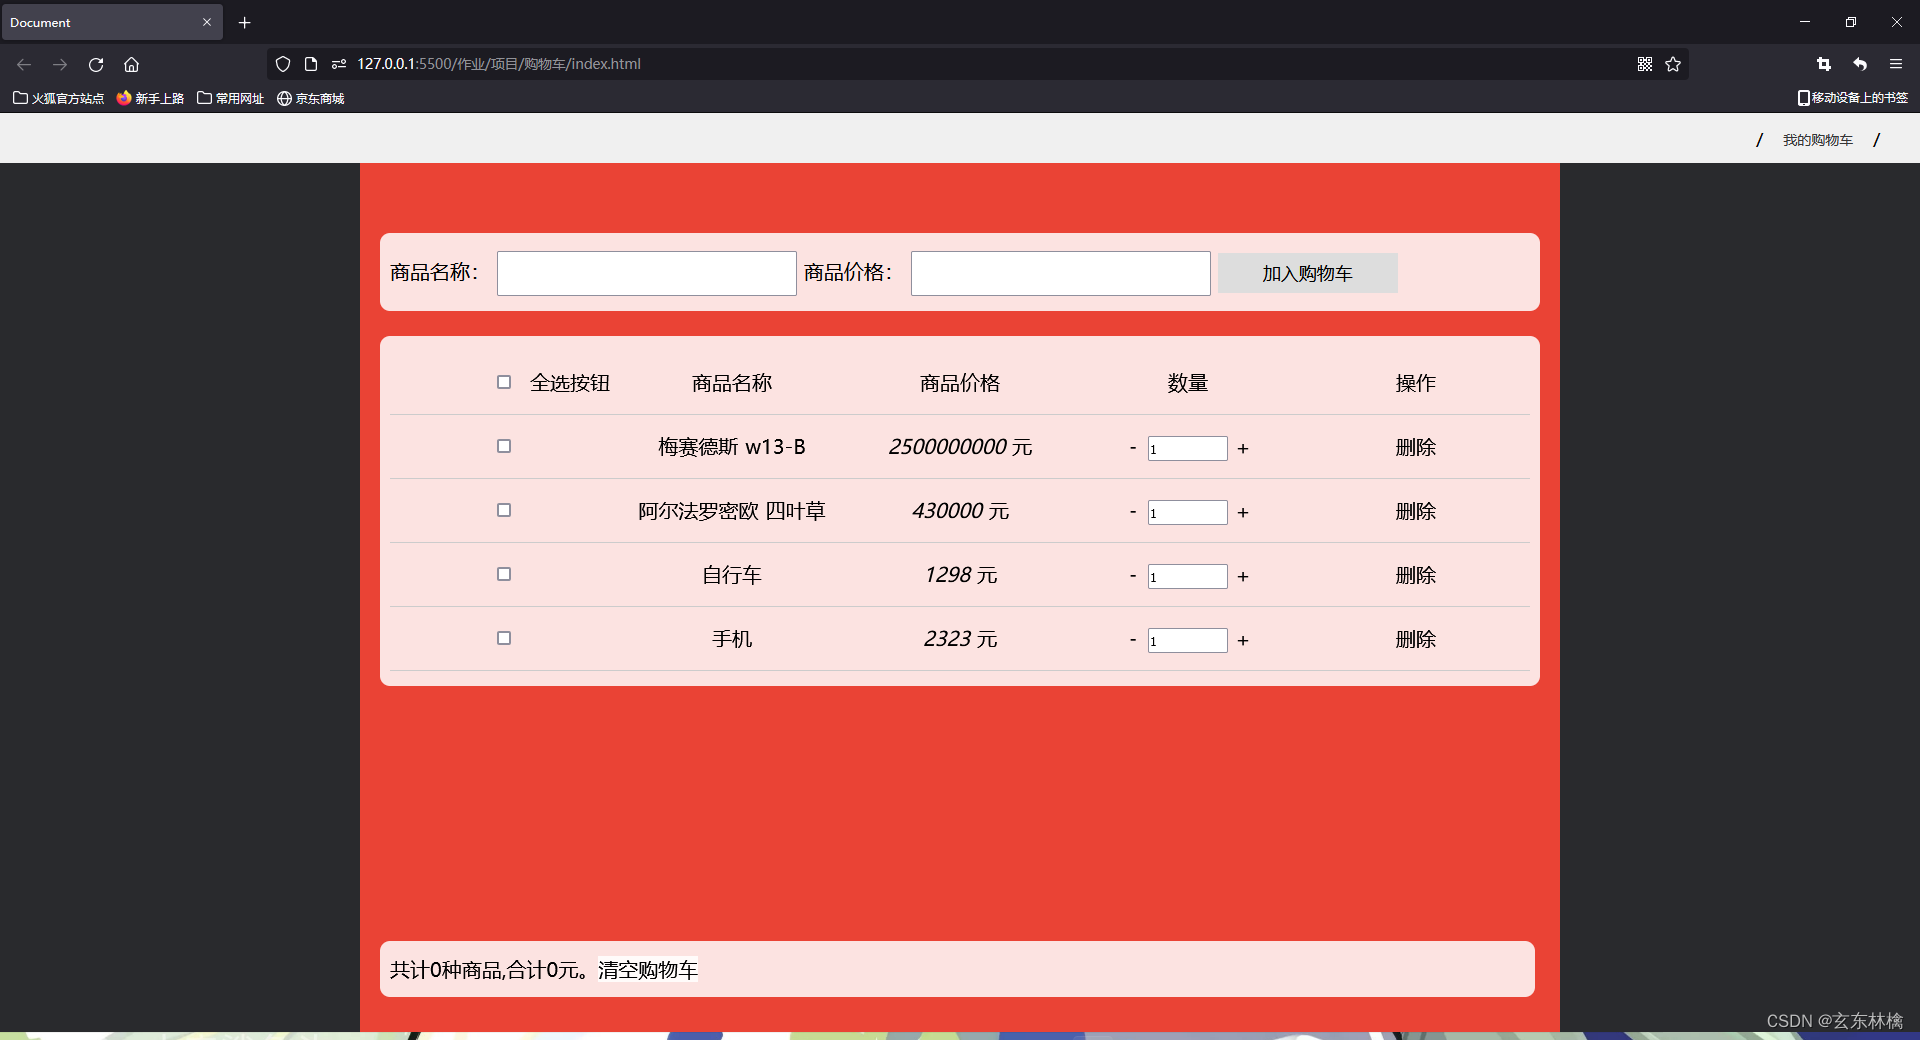 Document
127.0.0.1:5500/作业/项目/购物车/index.html
火狐官方站点 新手上路 常用网址 京东商城 移动设备上的书签
/ 我的购物车 /
商品名称： 商品价格： 加入购物车
全选按钮 商品名称 商品价格 数量 操作
梅赛德斯 w13-B 2500000000 元 - 1 + 删除
阿尔法罗密欧 四叶草 430000 元 - 1 + 删除
自行车 1298 元 - 1 + 删除
手机 2323 元 - 1 + 删除
共计0种商品,合计0元。清空购物车
CSDN @玄东林檎